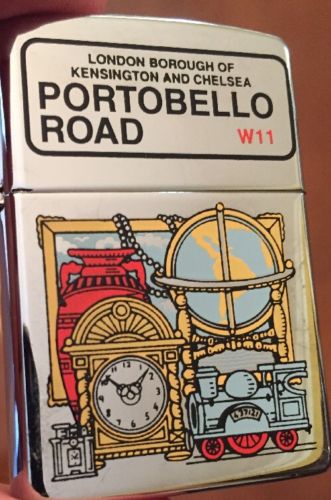 LONDON BOROUGH OF
KENSINGTON AND CHELSEA
PORTOBELLO
ROAD W11